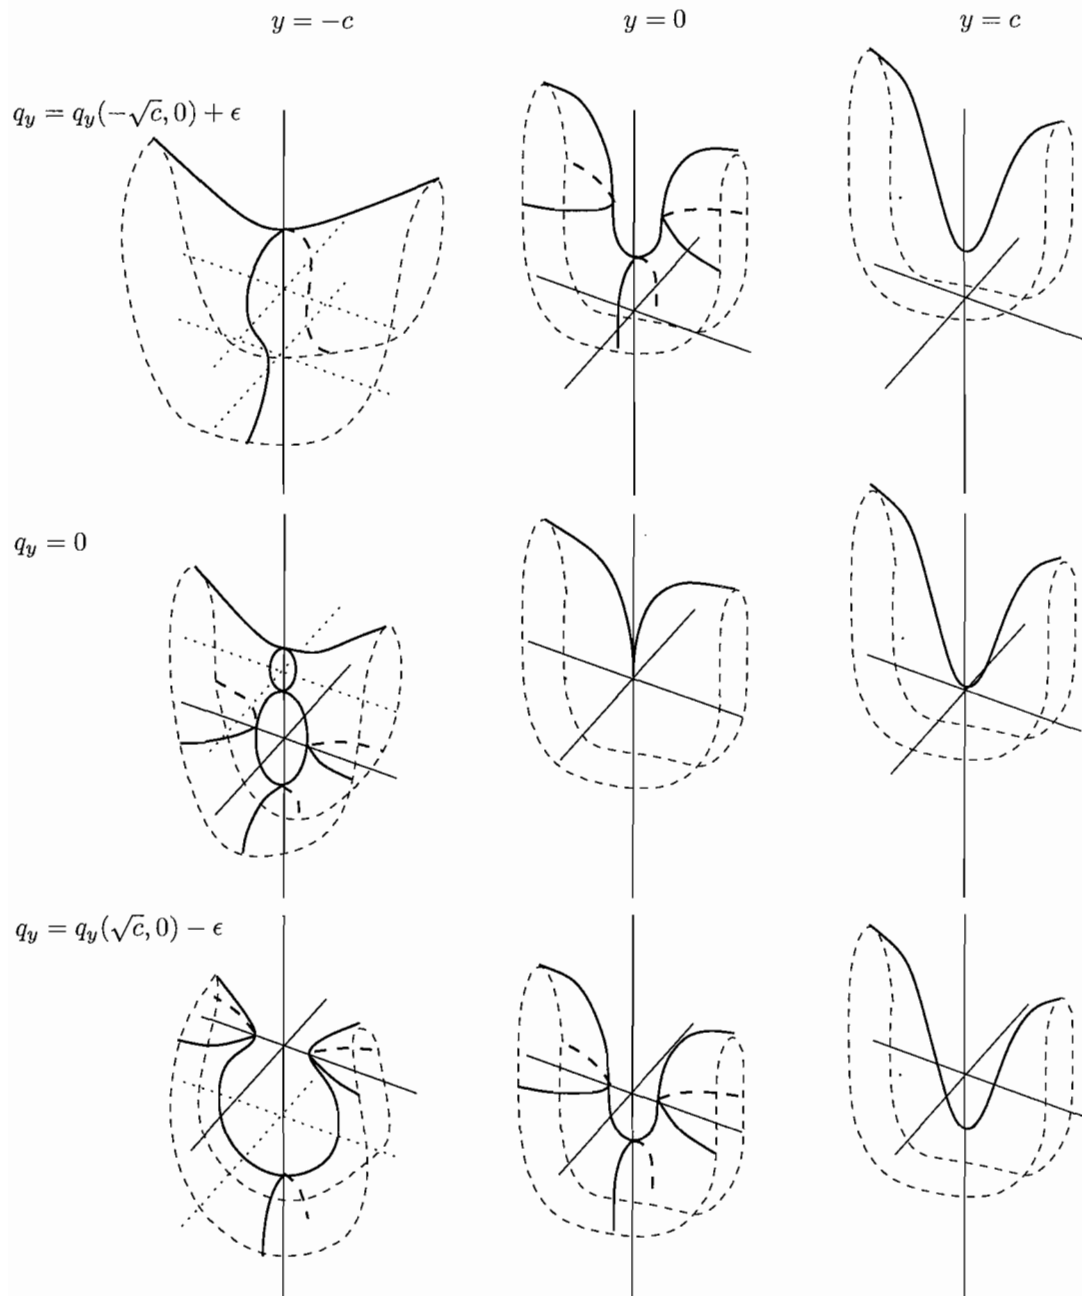 y = −c
y = 0
y = c
q_y = q_y(−√c, 0) + ϵ
q_y = 0
q_y = q_y(√c, 0) − ϵ